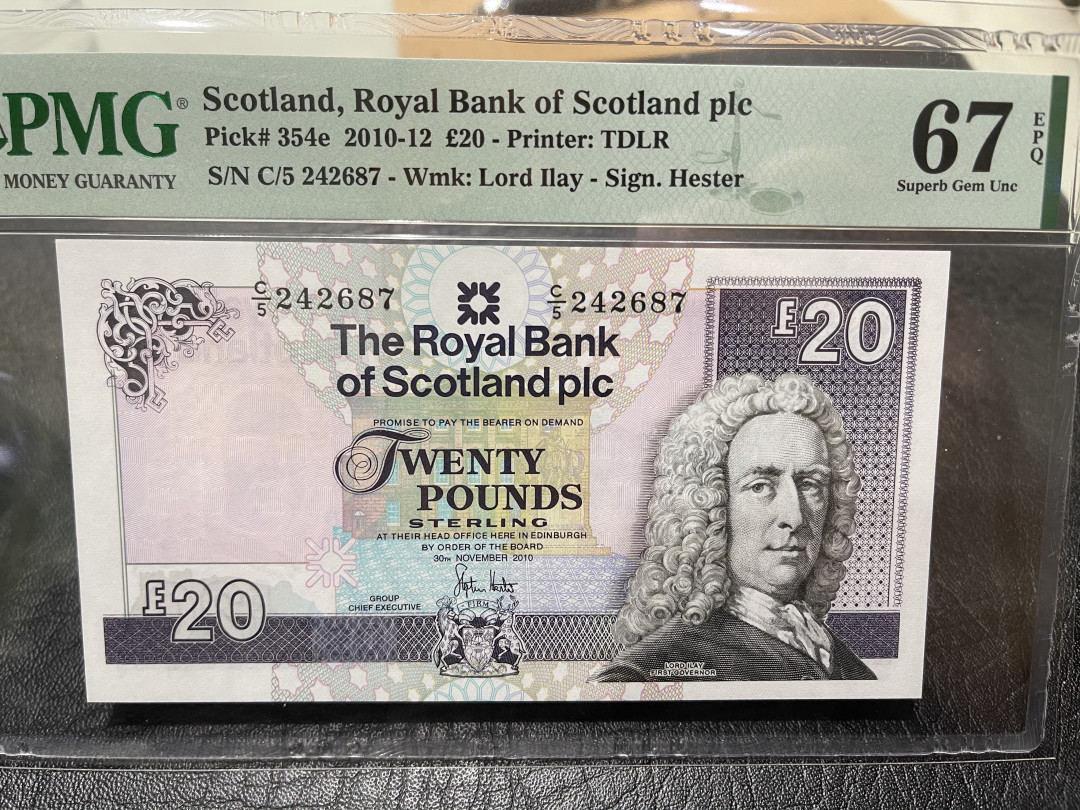 PMG®
MONEY GUARANTY
Scotland, Royal Bank of Scotland plc
Pick# 354e 2010-12 £20 - Printer: TDLR
S/N C/5 242687 - Wmk: Lord Ilay - Sign. Hester
67
EPQ
Superb Gem Unc
C/5 242687
C/5 242687
£20
The Royal Bank
of Scotland plc
PROMISE TO PAY THE BEARER ON DEMAND
TWENTY
POUNDS
STERLING
AT THEIR HEAD OFFICE HERE IN EDINBURGH
BY ORDER OF THE BOARD
30TH NOVEMBER 2010
Stephen Hester
GROUP
CHIEF EXECUTIVE
FIRM
£20
LORD ILAY
FIRST GOVERNOR